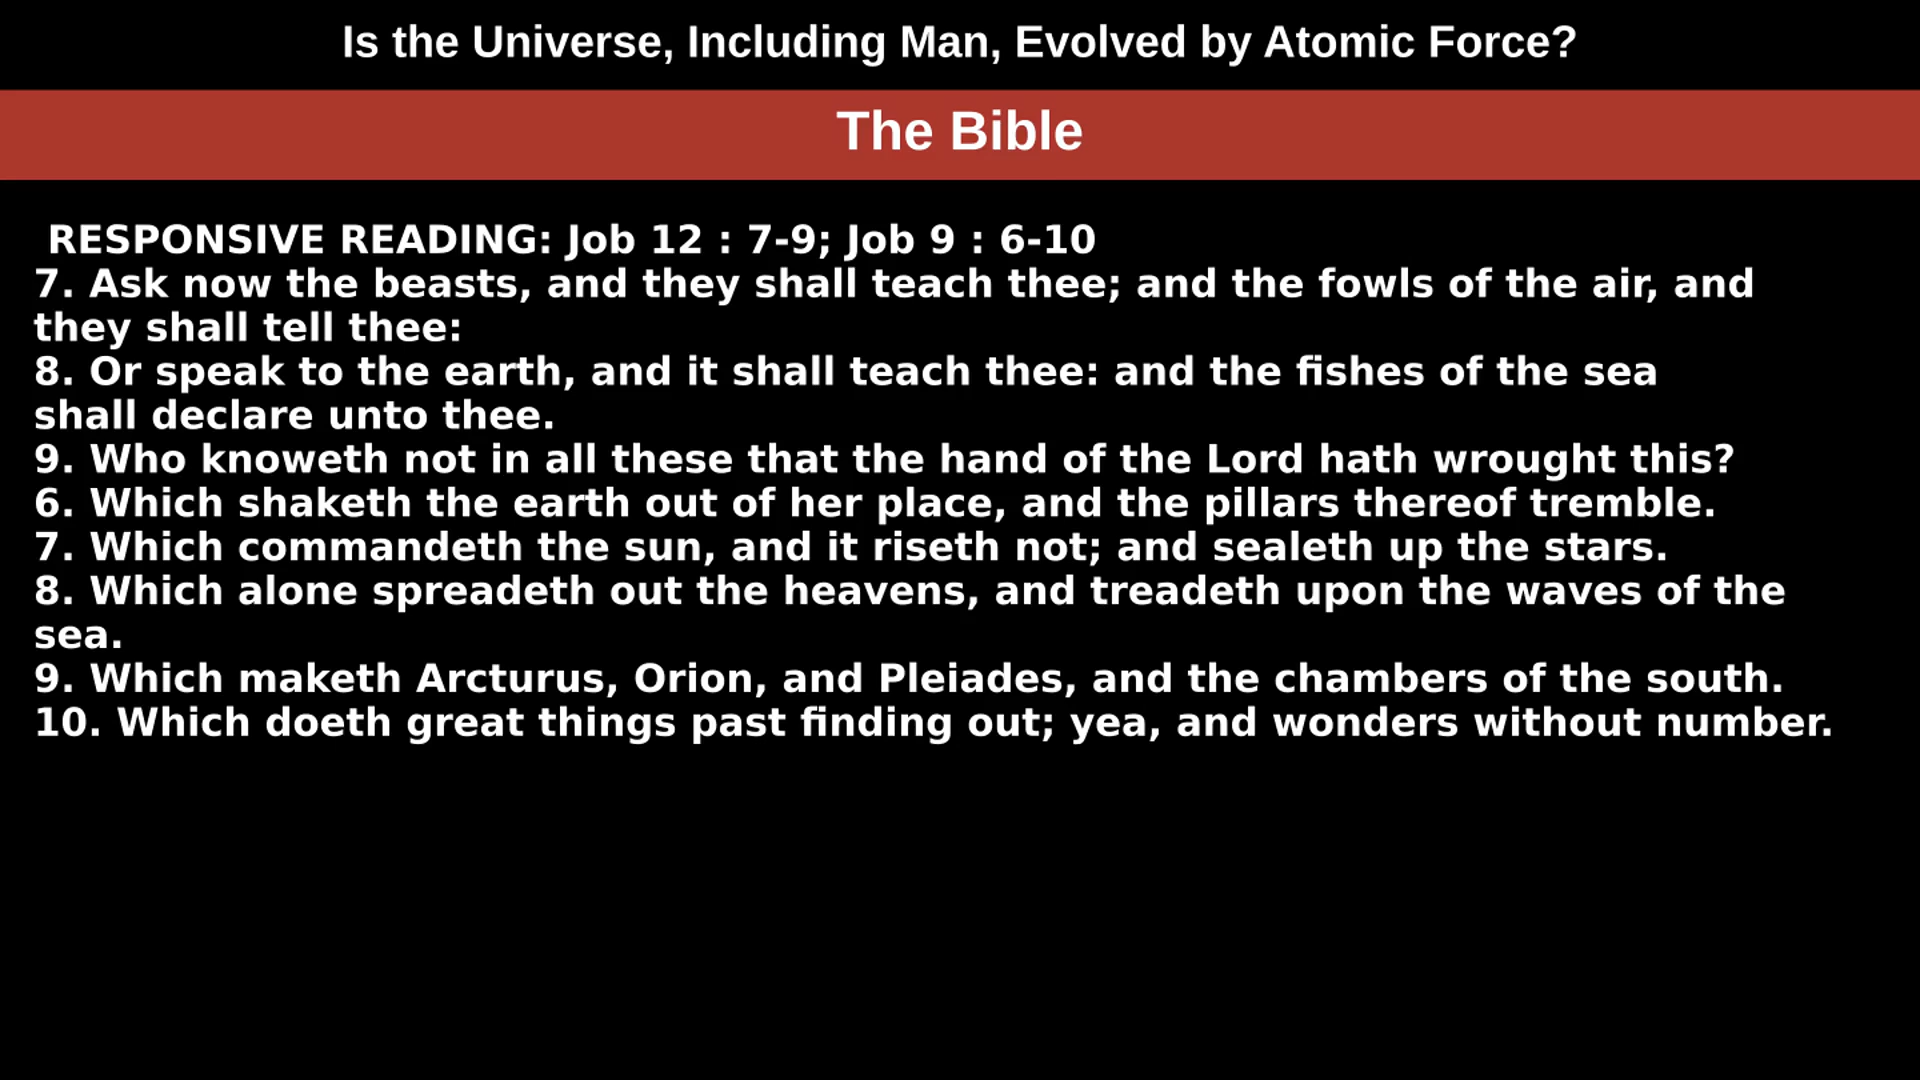 Is the Universe, Including Man, Evolved by Atomic Force?
The Bible
RESPONSIVE READING: Job 12 : 7-9; Job 9 : 6-10
7. Ask now the beasts, and they shall teach thee; and the fowls of the air, and
they shall tell thee:
8. Or speak to the earth, and it shall teach thee: and the fishes of the sea
shall declare unto thee.
9. Who knoweth not in all these that the hand of the Lord hath wrought this?
6. Which shaketh the earth out of her place, and the pillars thereof tremble.
7. Which commandeth the sun, and it riseth not; and sealeth up the stars.
8. Which alone spreadeth out the heavens, and treadeth upon the waves of the
sea.
9. Which maketh Arcturus, Orion, and Pleiades, and the chambers of the south.
10. Which doeth great things past finding out; yea, and wonders without number.